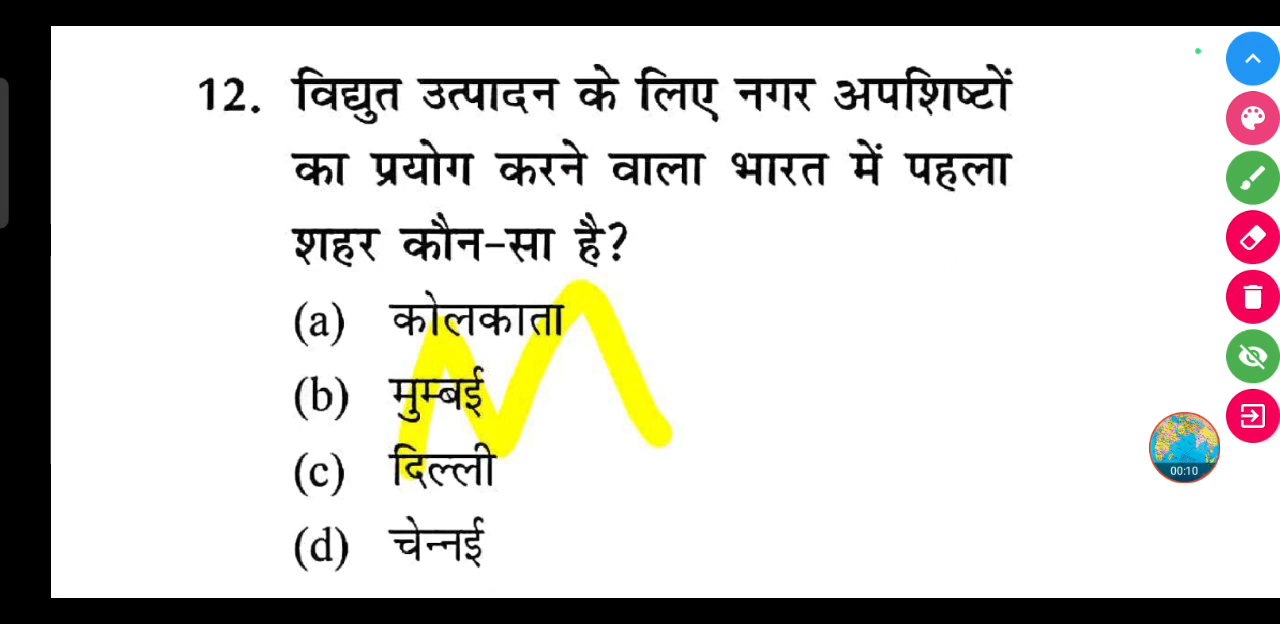 12. विद्युत उत्पादन के लिए नगर अपशिष्टों
का प्रयोग करने वाला भारत में पहला
शहर कौन-सा है?
(a) कोलकाता
(b) मुम्बई
(c) दिल्ली
(d) चेन्नई
00:10